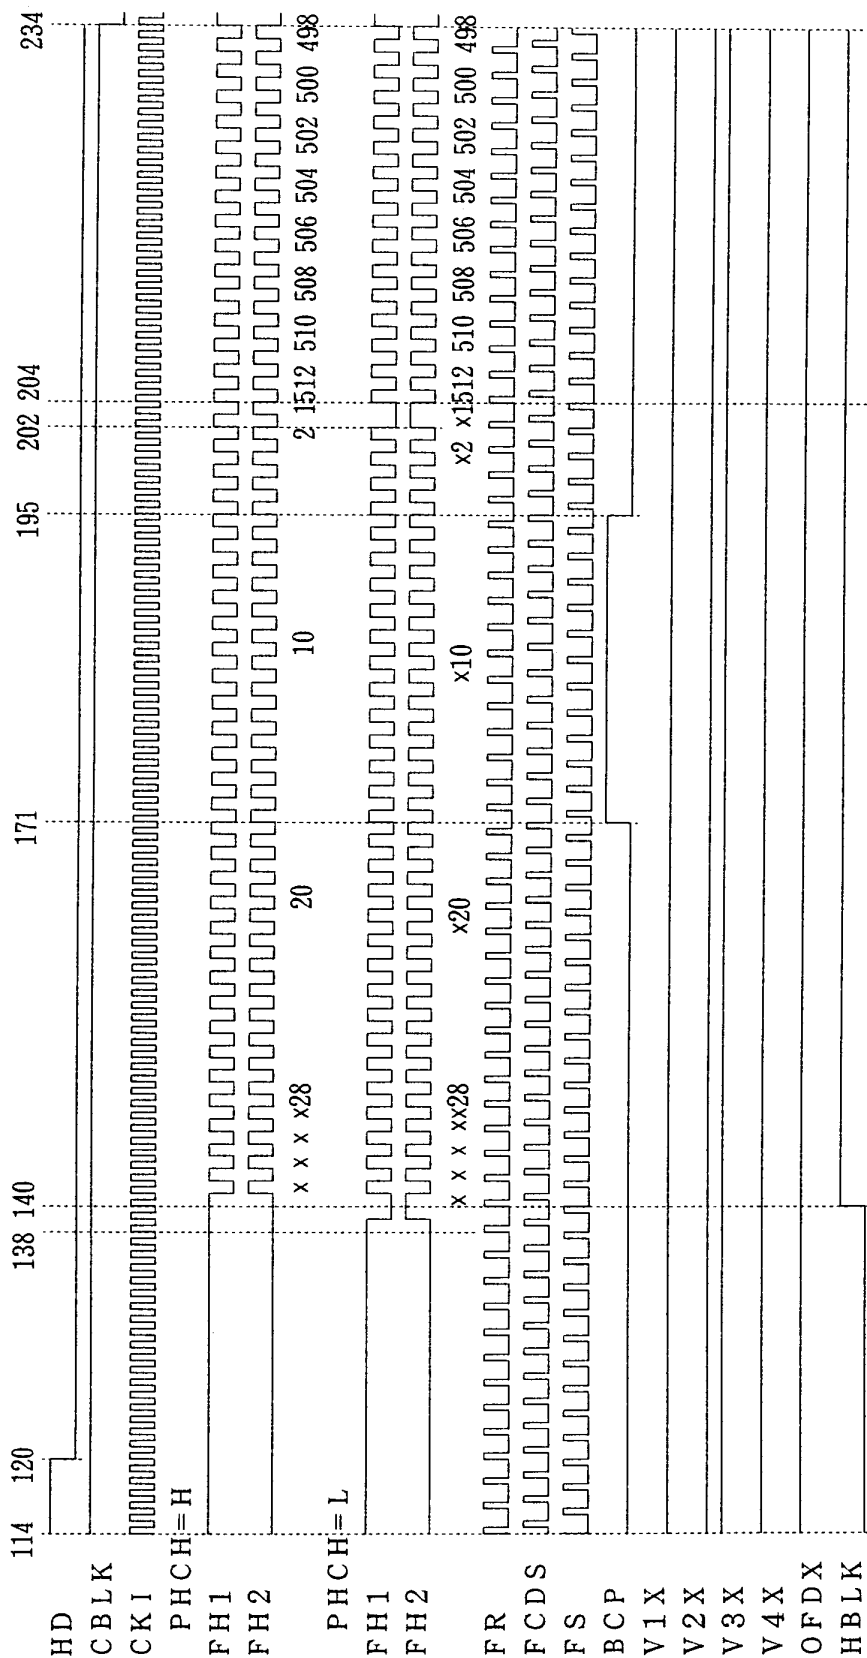 114 120 138 140 171 195 202 204 234
HD
CBLK
CKI
PHCH=H
FH1
FH2
x x x x28 20 10 2 1512 510 508 506 504 502 500 498
PHCH=L
FH1
FH2
x x x xx28 x20 x10 x2 x1512 510 508 506 504 502 500 498
FR
FCDS
FS
BCP
V1X
V2X
V3X
V4X
OFDX
HBLK